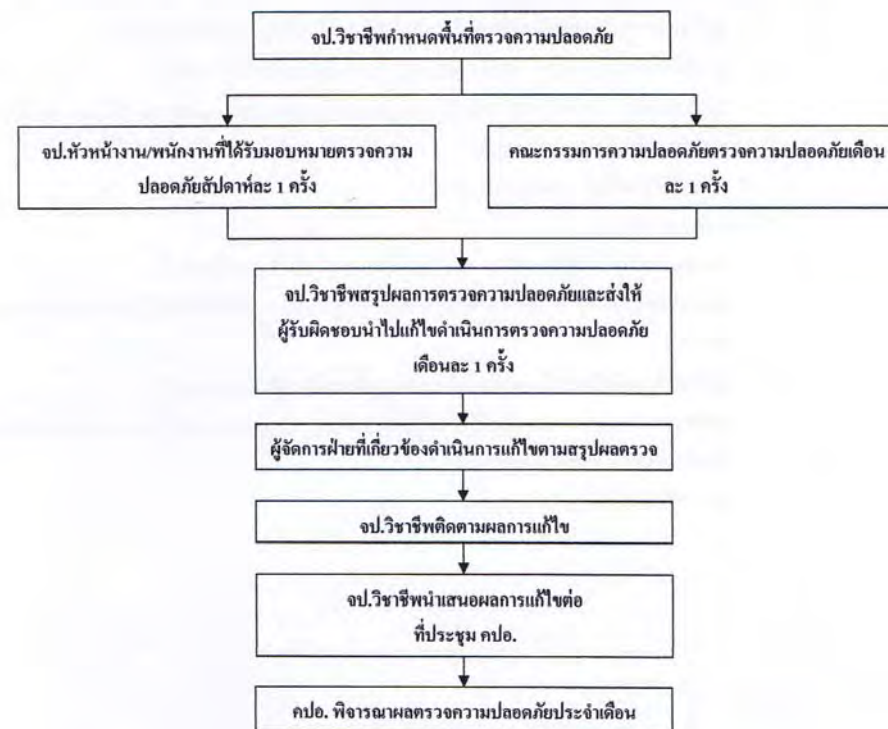 จป.วิชาชีพกำหนดพื้นที่ตรวจความปลอดภัย
จป.หัวหน้างาน/พนักงานที่ได้รับมอบหมายตรวจความ
ปลอดภัยสัปดาห์ละ 1 ครั้ง
คณะกรรมการความปลอดภัยตรวจความปลอดภัยเดือน
ละ 1 ครั้ง
จป.วิชาชีพสรุปผลการตรวจความปลอดภัยและส่งให้
ผู้รับผิดชอบนำไปแก้ไขดำเนินการตรวจความปลอดภัย
เดือนละ 1 ครั้ง
ผู้จัดการฝ่ายที่เกี่ยวข้องดำเนินการแก้ไขตามสรุปผลตรวจ
จป.วิชาชีพติดตามผลการแก้ไข
จป.วิชาชีพนำเสนอผลการแก้ไขต่อ
ที่ประชุม คปอ.
คปอ. พิจารณาผลตรวจความปลอดภัยประจำเดือน